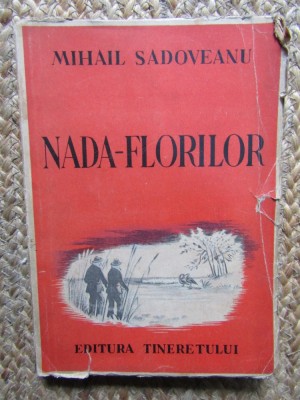 MIHAIL SADOVEANU
NADA-FLORILOR
EDITURA TINERETULUI